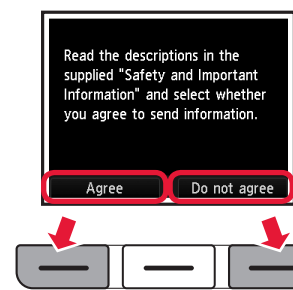 Read the descriptions in the
supplied "Safety and Important
Information" and select whether
you agree to send information.
Agree Do not agree